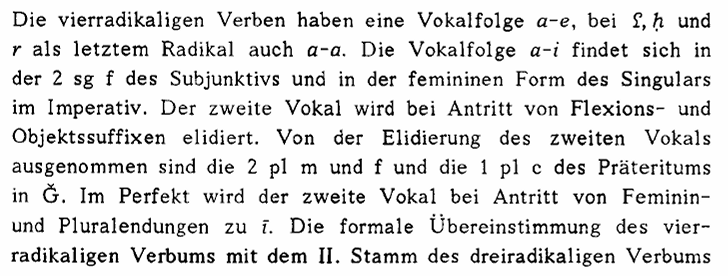 Die vierradikaligen Verben haben eine Vokalfolge a-e, bei ʕ, ḥ und
r als letztem Radikal auch a-a. Die Vokalfolge a-i findet sich in
der 2 sg f des Subjunktivs und in der femininen Form des Singulars
im Imperativ. Der zweite Vokal wird bei Antritt von Flexions- und
Objektssuffixen elidiert. Von der Elidierung des zweiten Vokals
ausgenommen sind die 2 pl m und f und die 1 pl c des Präteritums
in Ǧ. Im Perfekt wird der zweite Vokal bei Antritt von Feminin-
und Pluralendungen zu ī. Die formale Übereinstimmung des vier-
radikaligen Verbums mit dem II. Stamm des dreiradikaligen Verbums